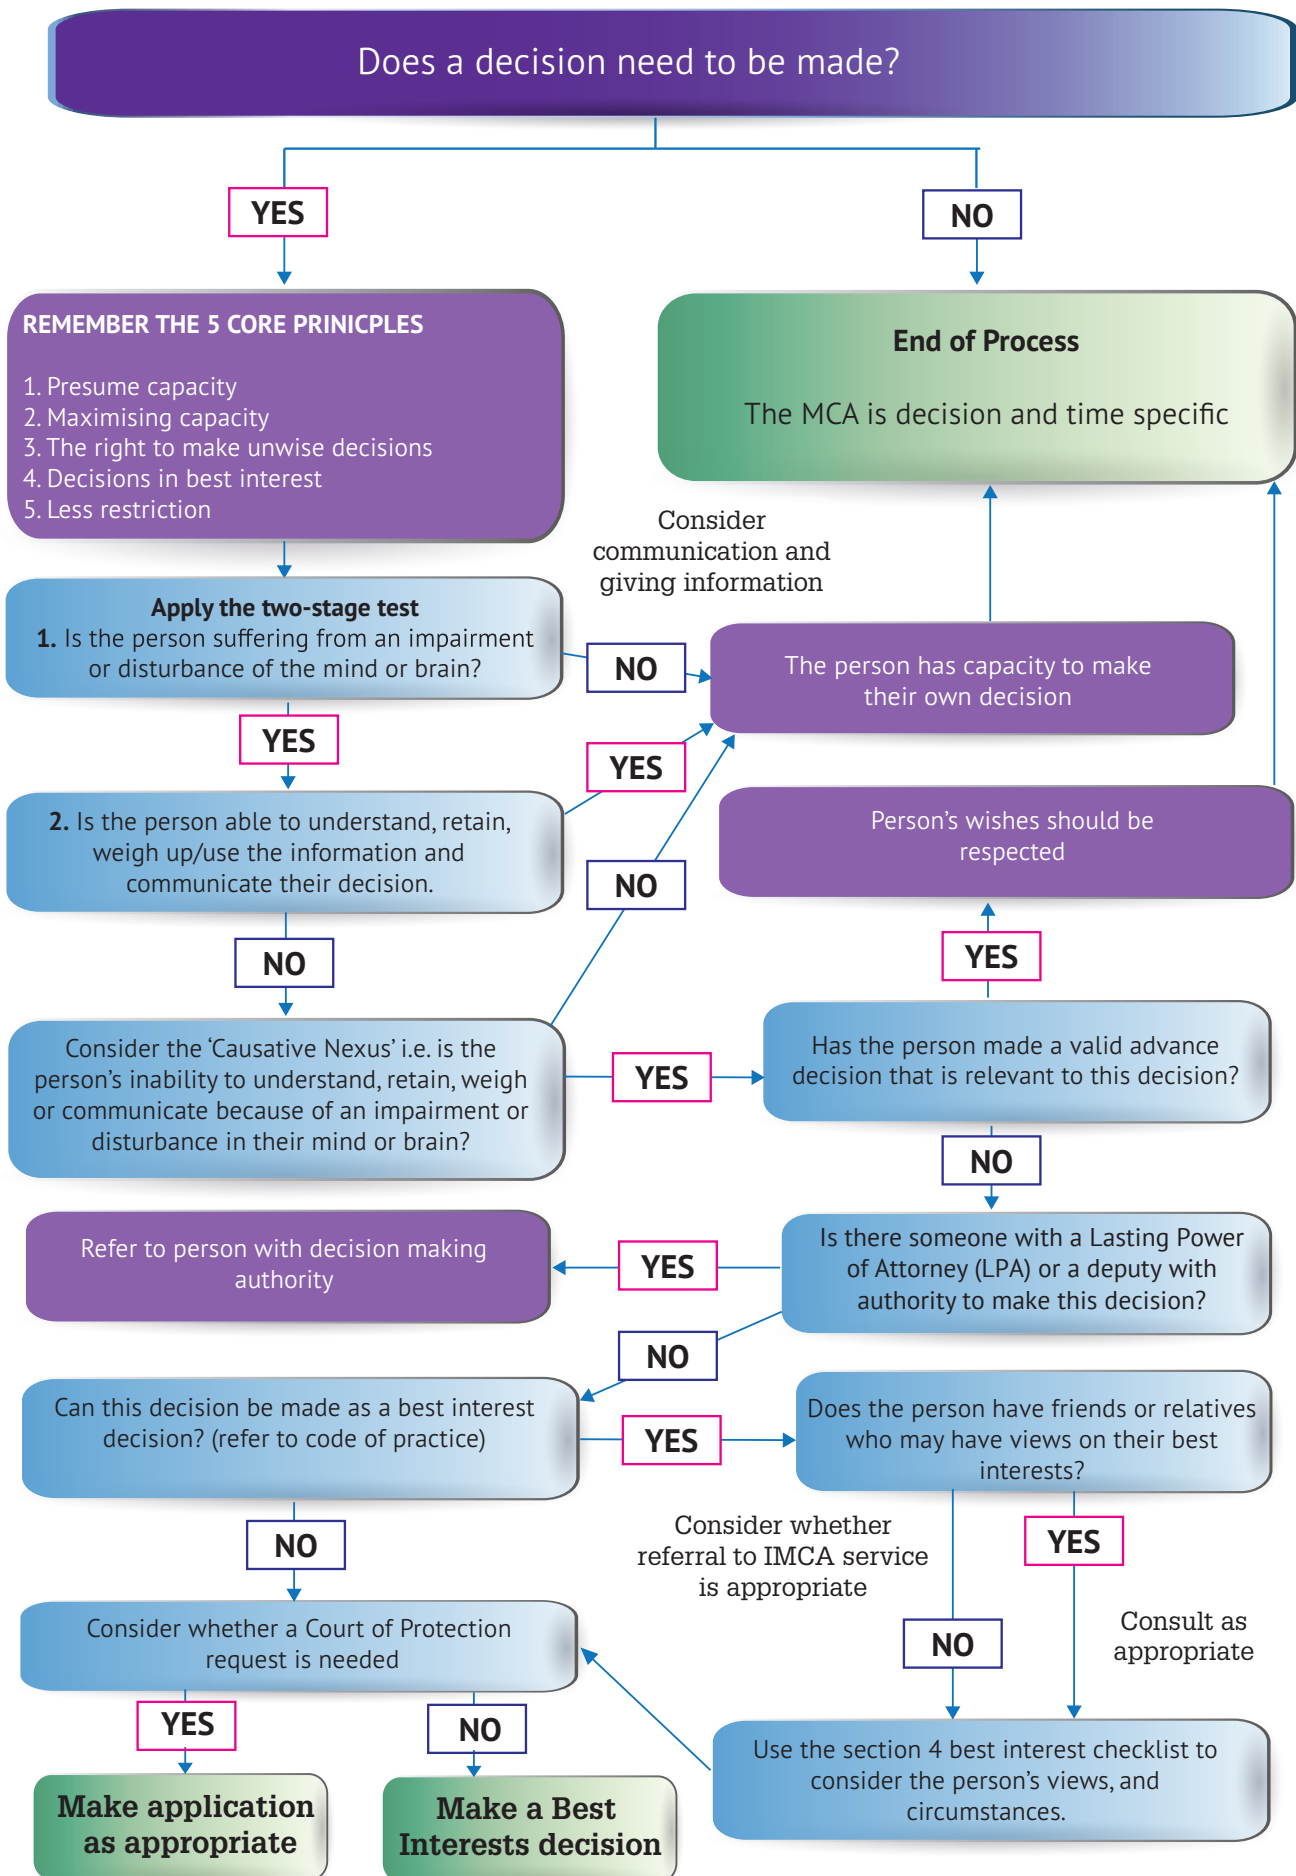 Does a decision need to be made?
YES
NO
REMEMBER THE 5 CORE PRINICPLES
1. Presume capacity
2. Maximising capacity
3. The right to make unwise decisions
4. Decisions in best interest
5. Less restriction
End of Process
The MCA is decision and time specific
Consider
communication and
giving information
Apply the two-stage test
1. Is the person suffering from an impairment
or disturbance of the mind or brain?
NO
The person has capacity to make
their own decision
YES
YES
2. Is the person able to understand, retain,
weigh up/use the information and
communicate their decision.
Person's wishes should be
respected
NO
NO
YES
Consider the ‘Causative Nexus’ i.e. is the
person's inability to understand, retain, weigh
or communicate because of an impairment or
disturbance in their mind or brain?
YES
Has the person made a valid advance
decision that is relevant to this decision?
NO
Refer to person with decision making
authority
YES
Is there someone with a Lasting Power
of Attorney (LPA) or a deputy with
authority to make this decision?
NO
Can this decision be made as a best interest
decision? (refer to code of practice)
YES
Does the person have friends or relatives
who may have views on their best
interests?
NO
Consider whether
referral to IMCA service
is appropriate
YES
NO
Consult as
appropriate
Consider whether a Court of Protection
request is needed
YES
NO
Use the section 4 best interest checklist to
consider the person's views, and
circumstances.
Make application
as appropriate
Make a Best
Interests decision